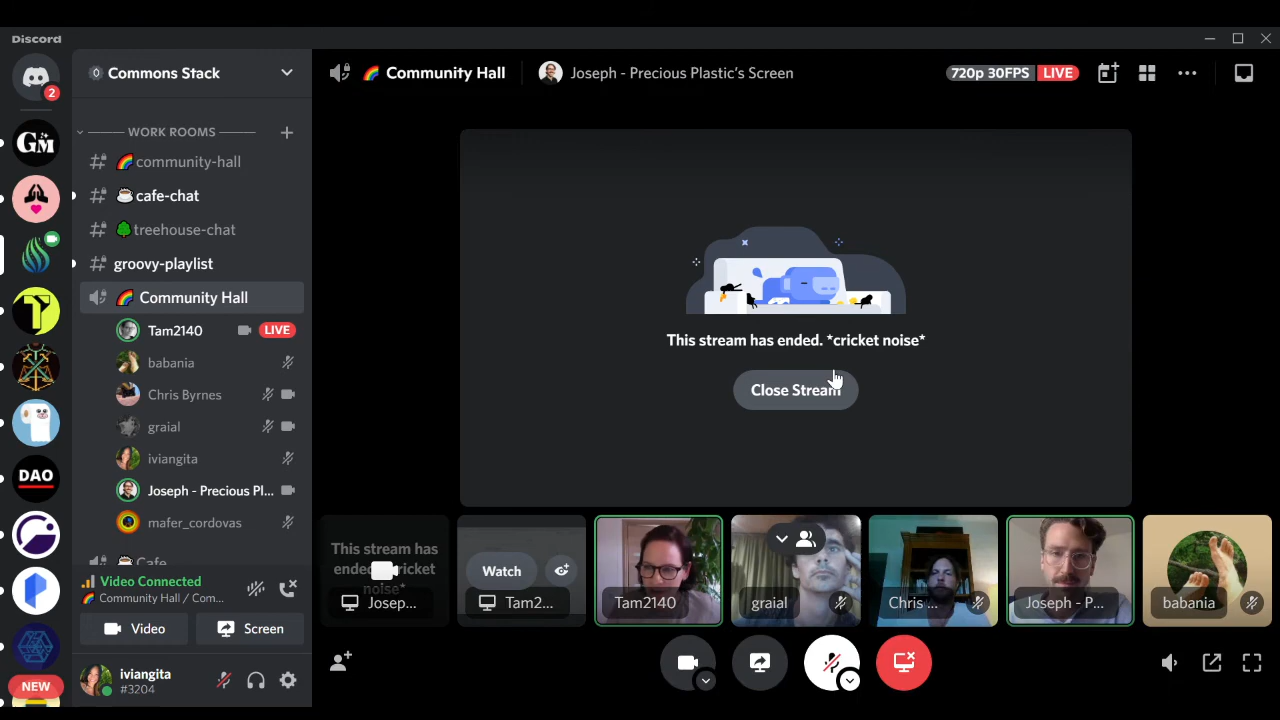 Discord
Commons Stack
Community Hall
Joseph - Precious Plastic's Screen
720p 30FPS LIVE
2
GM
DAO
NEW
WORK ROOMS
community-hall
cafe-chat
treehouse-chat
groovy-playlist
Community Hall
Tam2140 LIVE
babania
Chris Byrnes
graial
iviangita
Joseph - Precious Pl...
mafer_cordovas
Cafe
Video Connected
Community Hall / Com...
Video
Screen
iviangita
#3204
This stream has ended. *cricket noise*
Close Stream
This stream has
ended. *cricket
noise*
Josep...
Watch
Tam2...
Tam2140
graial
Chris ...
Joseph - P...
babania